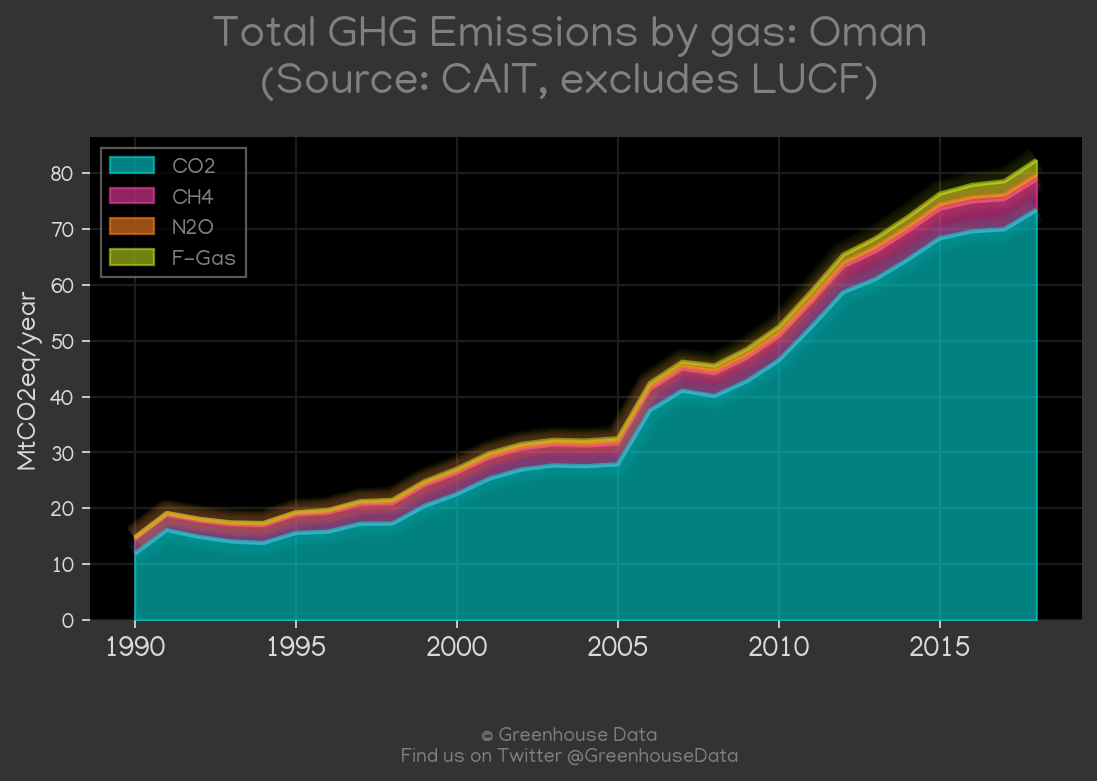 Total GHG Emissions by gas: Oman
(Source: CAIT, excludes LUCF)
CO2
CH4
N2O
F-Gas
MtCO2eq/year
80
70
60
50
40
30
20
10
0
1990 1995 2000 2005 2010 2015
© Greenhouse Data
Find us on Twitter @GreenhouseData